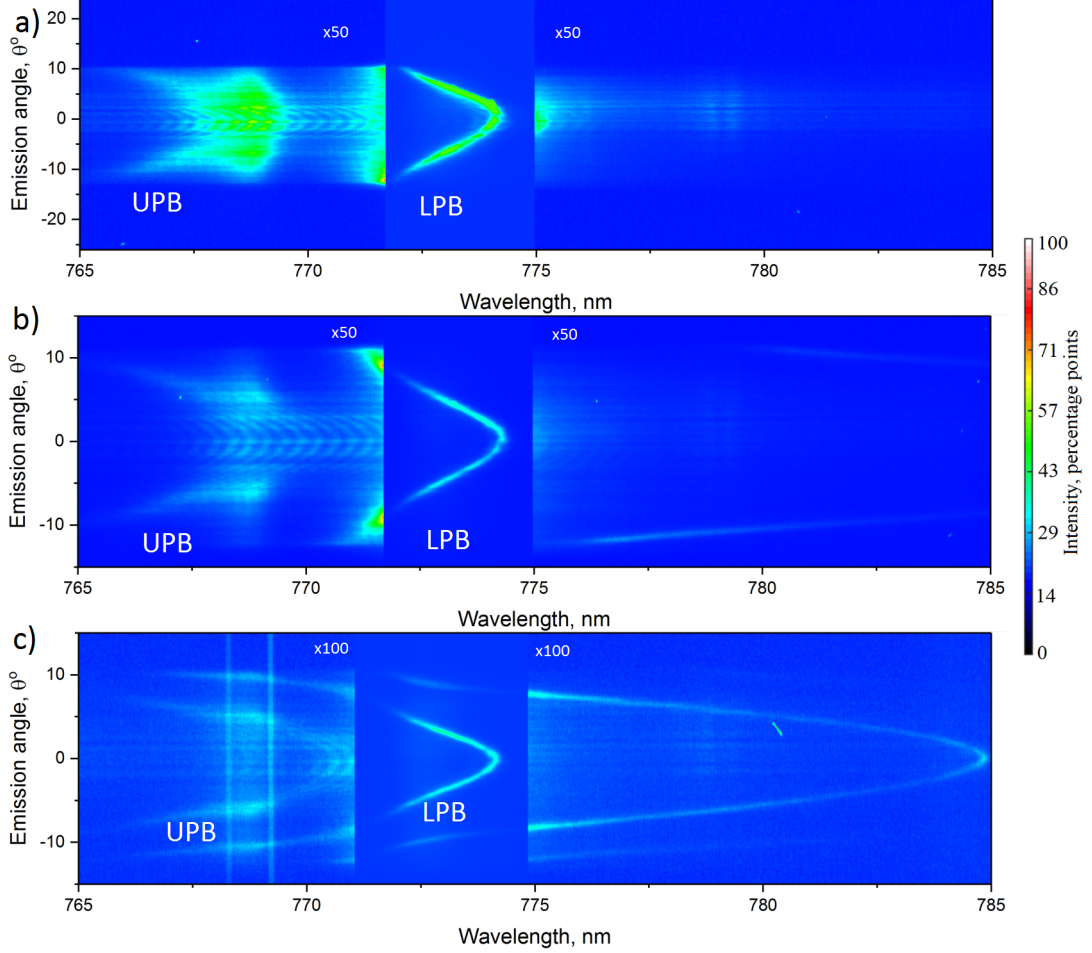 a)
20
10
0
-10
-20
Emission angle, θ°
x50
x50
UPB
LPB
765
770
775
780
785
Wavelength, nm
b)
10
0
-10
Emission angle, θ°
x50
x50
UPB
LPB
765
770
775
780
785
Wavelength, nm
c)
10
0
-10
Emission angle, θ°
x100
x100
UPB
LPB
765
770
775
780
785
Wavelength, nm
100
86
71
57
43
29
14
0
Intensity, percentage points